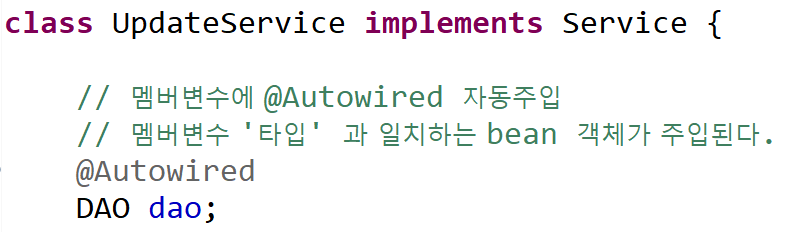 class UpdateService implements Service {
// 멤버변수에 @Autowired 자동주입
// 멤버변수 '타입' 과 일치하는 bean 객체가 주입된다.
@Autowired
DAO dao;